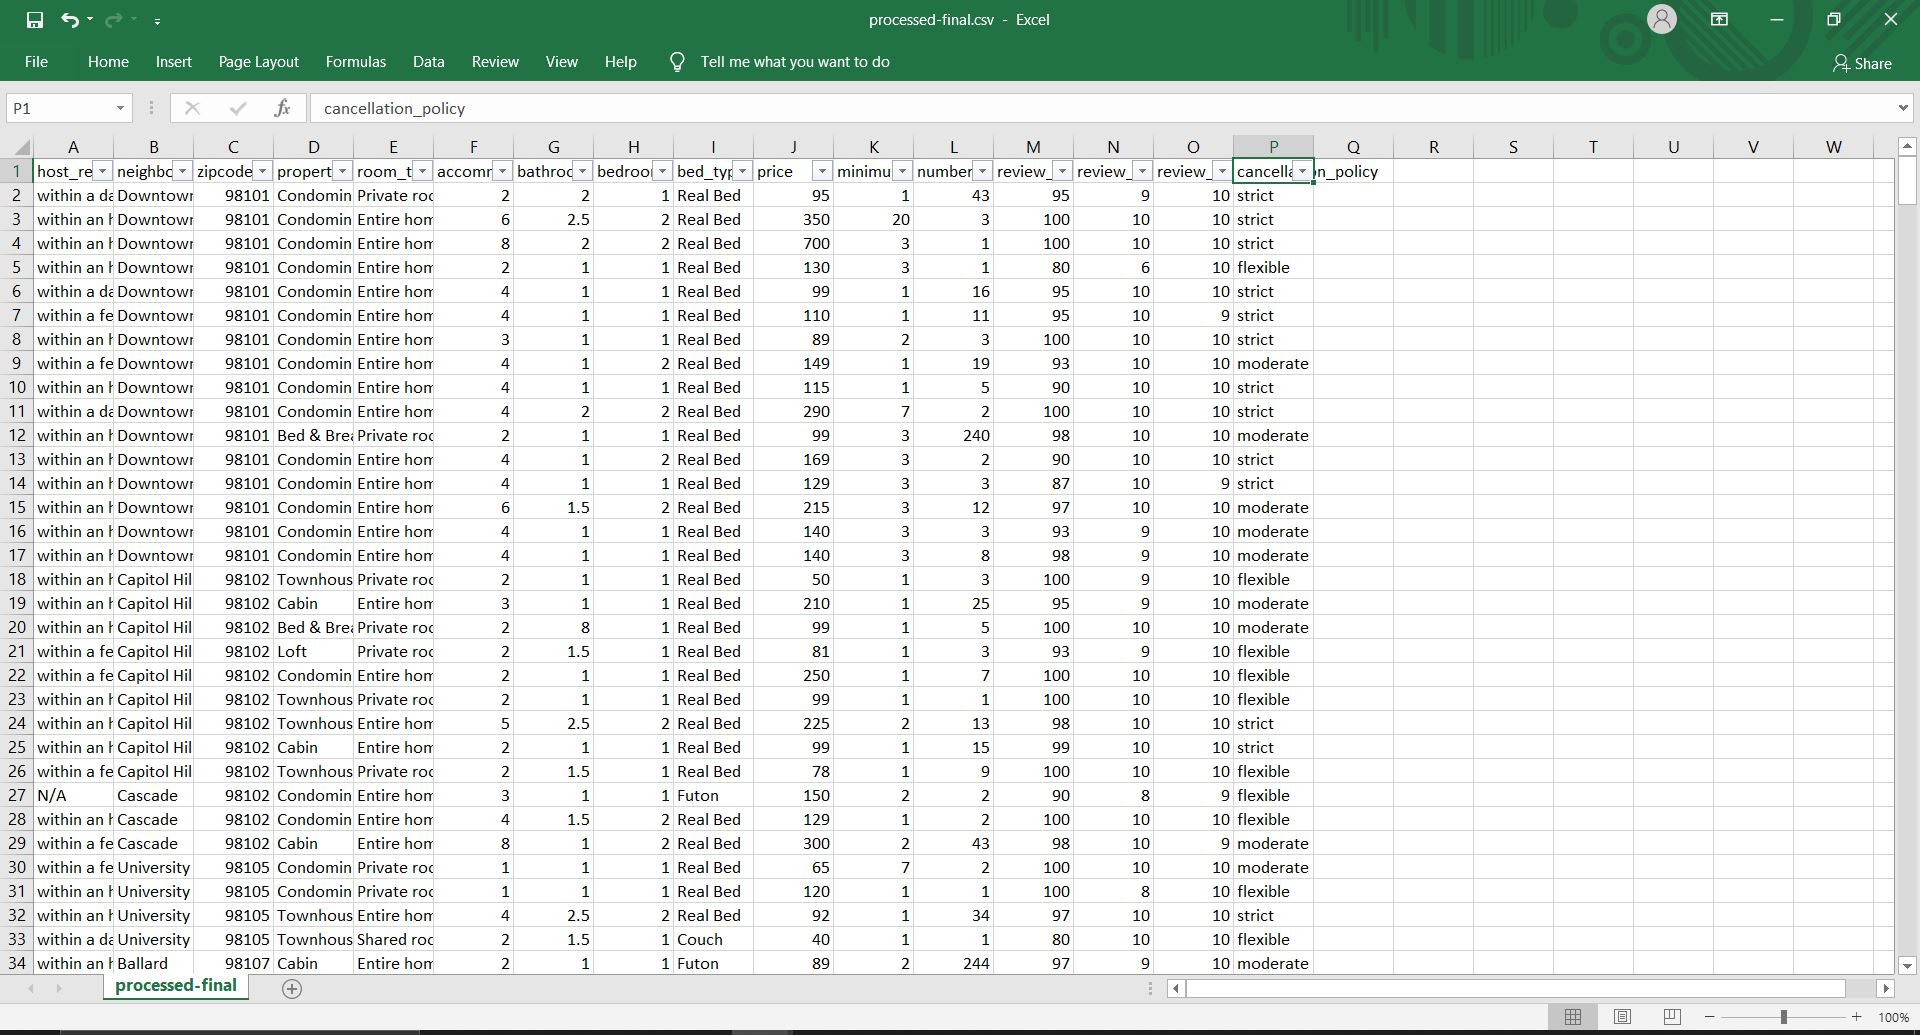 processed-final.csv - Excel
File Home Insert Page Layout Formulas Data Review View Help Tell me what you want to do Share
P1 fx cancellation_policy
A B C D E F G H I J K L M N O P Q R S T U V W
1 host_re neighbo zipcode propert room_t accomm bathroo bedroo bed_typ price minimu number review_ review_ review_ cancella n_policy
2 within a da Downtown 98101 Condomin Private roo 2 2 1 Real Bed 95 1 43 95 9 10 strict
3 within an h Downtown 98101 Condomin Entire hom 6 2.5 2 Real Bed 350 20 3 100 10 10 strict
4 within an h Downtown 98101 Condomin Entire hom 8 2 2 Real Bed 700 3 1 100 10 10 strict
5 within an h Downtown 98101 Condomin Entire hom 2 1 1 Real Bed 130 3 1 80 6 10 flexible
6 within a da Downtown 98101 Condomin Entire hom 4 1 1 Real Bed 99 1 16 95 10 10 strict
7 within a fe Downtown 98101 Condomin Entire hom 4 1 1 Real Bed 110 1 11 95 10 9 strict
8 within an h Downtown 98101 Condomin Entire hom 3 1 1 Real Bed 89 2 3 100 10 10 strict
9 within a fe Downtown 98101 Condomin Entire hom 4 1 2 Real Bed 149 1 19 93 10 10 moderate
10 within an h Downtown 98101 Condomin Entire hom 4 1 1 Real Bed 115 1 5 90 10 10 strict
11 within a da Downtown 98101 Condomin Entire hom 4 2 2 Real Bed 290 7 2 100 10 10 strict
12 within an h Downtown 98101 Bed & Brea Private roo 2 1 1 Real Bed 99 3 240 98 10 10 moderate
13 within an h Downtown 98101 Condomin Entire hom 4 1 2 Real Bed 169 3 2 90 10 10 strict
14 within an h Downtown 98101 Condomin Entire hom 4 1 1 Real Bed 129 3 3 87 10 9 strict
15 within an h Downtown 98101 Condomin Entire hom 6 1.5 2 Real Bed 215 3 12 97 10 10 moderate
16 within an h Downtown 98101 Condomin Entire hom 4 1 1 Real Bed 140 3 3 93 9 10 moderate
17 within an h Downtown 98101 Condomin Entire hom 4 1 1 Real Bed 140 3 8 98 9 10 moderate
18 within an h Capitol Hil 98102 Townhous Private roo 2 1 1 Real Bed 50 1 3 100 9 10 flexible
19 within an h Capitol Hil 98102 Cabin Entire hom 3 1 1 Real Bed 210 1 25 95 9 10 moderate
20 within an h Capitol Hil 98102 Bed & Brea Private roo 2 8 1 Real Bed 99 1 5 100 10 10 moderate
21 within a fe Capitol Hil 98102 Loft Private roo 2 1.5 1 Real Bed 81 1 3 93 9 10 flexible
22 within a fe Capitol Hil 98102 Condomin Entire hom 2 1 1 Real Bed 250 1 7 100 10 10 flexible
23 within an h Capitol Hil 98102 Townhous Private roo 2 1 1 Real Bed 99 1 1 100 10 10 flexible
24 within an h Capitol Hil 98102 Townhous Entire hom 5 2.5 2 Real Bed 225 2 13 98 10 10 strict
25 within an h Capitol Hil 98102 Cabin Entire hom 2 1 1 Real Bed 99 1 15 99 10 10 strict
26 within a fe Capitol Hil 98102 Townhous Private roo 2 1.5 1 Real Bed 78 1 9 100 10 10 flexible
27 N/A Cascade 98102 Condomin Entire hom 3 1 1 Futon 150 2 2 90 8 9 flexible
28 within an h Cascade 98102 Condomin Entire hom 4 1.5 2 Real Bed 129 1 2 100 10 10 flexible
29 within a fe Cascade 98102 Cabin Entire hom 8 1 2 Real Bed 300 2 43 98 10 9 moderate
30 within a fe University 98105 Condomin Private roo 1 1 1 Real Bed 65 7 2 100 10 10 moderate
31 within an h University 98105 Condomin Private roo 1 1 1 Real Bed 120 1 1 100 8 10 flexible
32 within an h University 98105 Townhous Entire hom 4 2.5 2 Real Bed 92 1 34 97 10 10 strict
33 within a da University 98105 Townhous Shared roo 2 1.5 1 Couch 40 1 1 80 10 10 flexible
34 within an h Ballard 98107 Cabin Entire hom 2 1 1 Futon 89 2 244 97 9 10 moderate
processed-final
100%